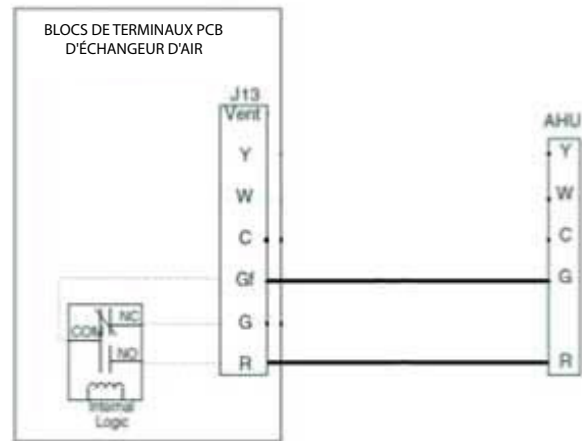 BLOCS DE TERMINAUX PCB
D'ÉCHANGEUR D'AIR
J13
Vent
Y
W
C
Gf
G
R
AHU
Y
W
C
G
R
NC
COM
NO
Internal
Logic